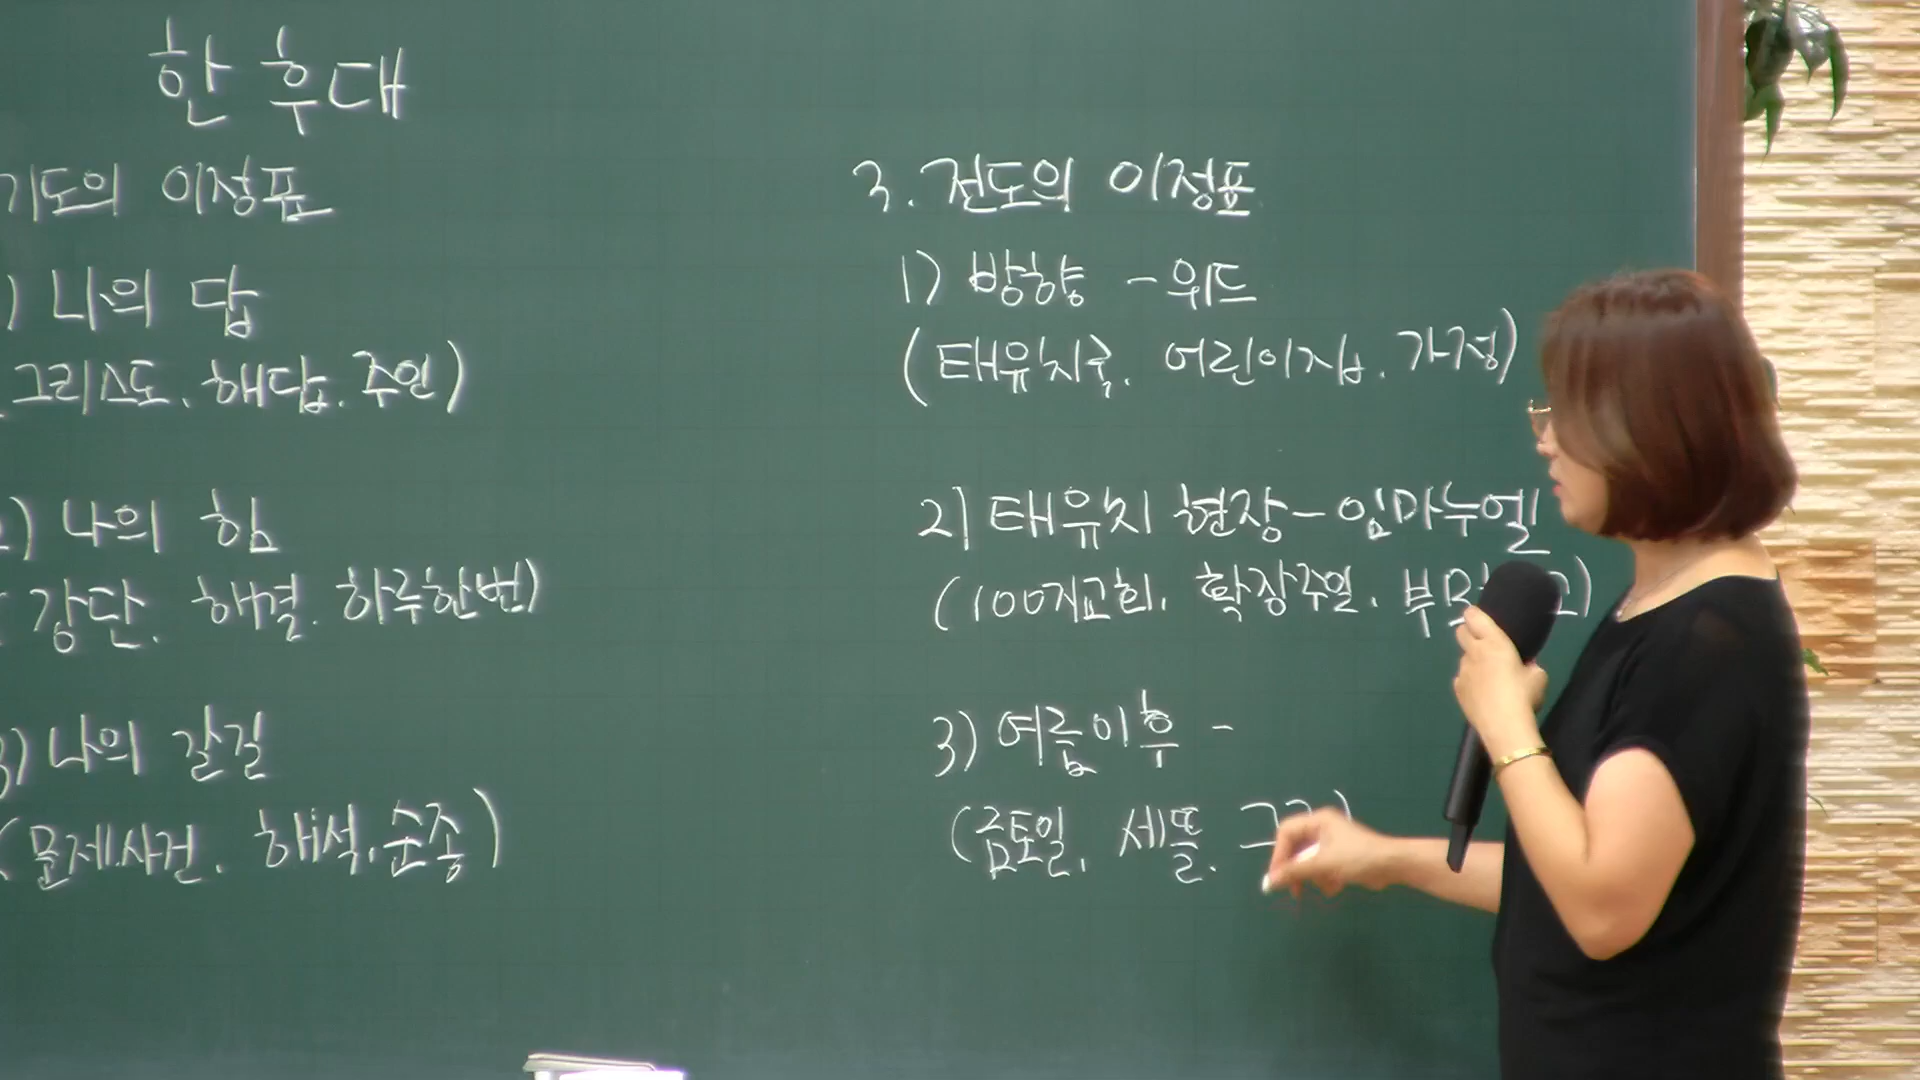 한 후대
기도의 이정표
) 나의 답
그리스도. 해답. 주인)
2) 나의 힘
( 강단. 해결. 하루한번)
3) 나의 갈길
(문제.사건. 해석.순종)
3. 전도의 이정표
1) 방향 - 위드
(태유치국. 어린이집. 가정)
2) 태유치 현장 - 임마누엘
(100개교회. 확장주일.
3) 여름이후 -
(금토일. 세뜰.